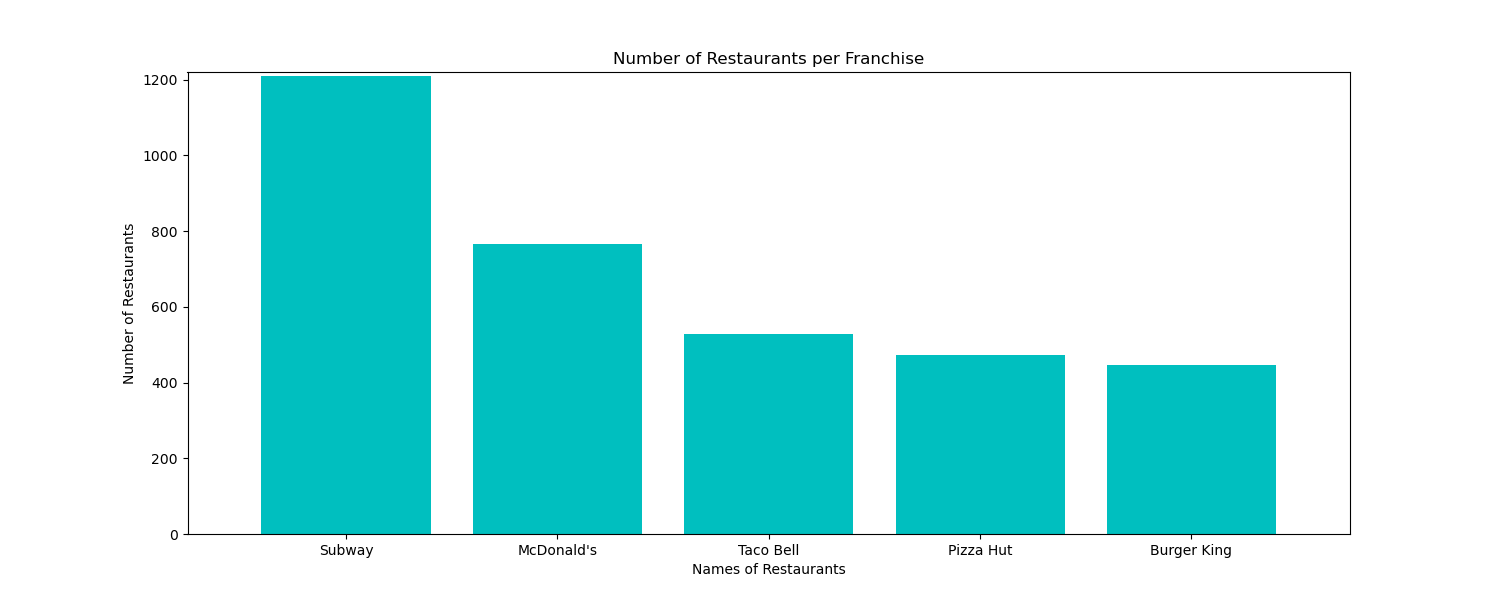 Number of Restaurants per Franchise
1200
1000
800
600
400
200
0
Number of Restaurants
Subway
McDonald's
Taco Bell
Pizza Hut
Burger King
Names of Restaurants